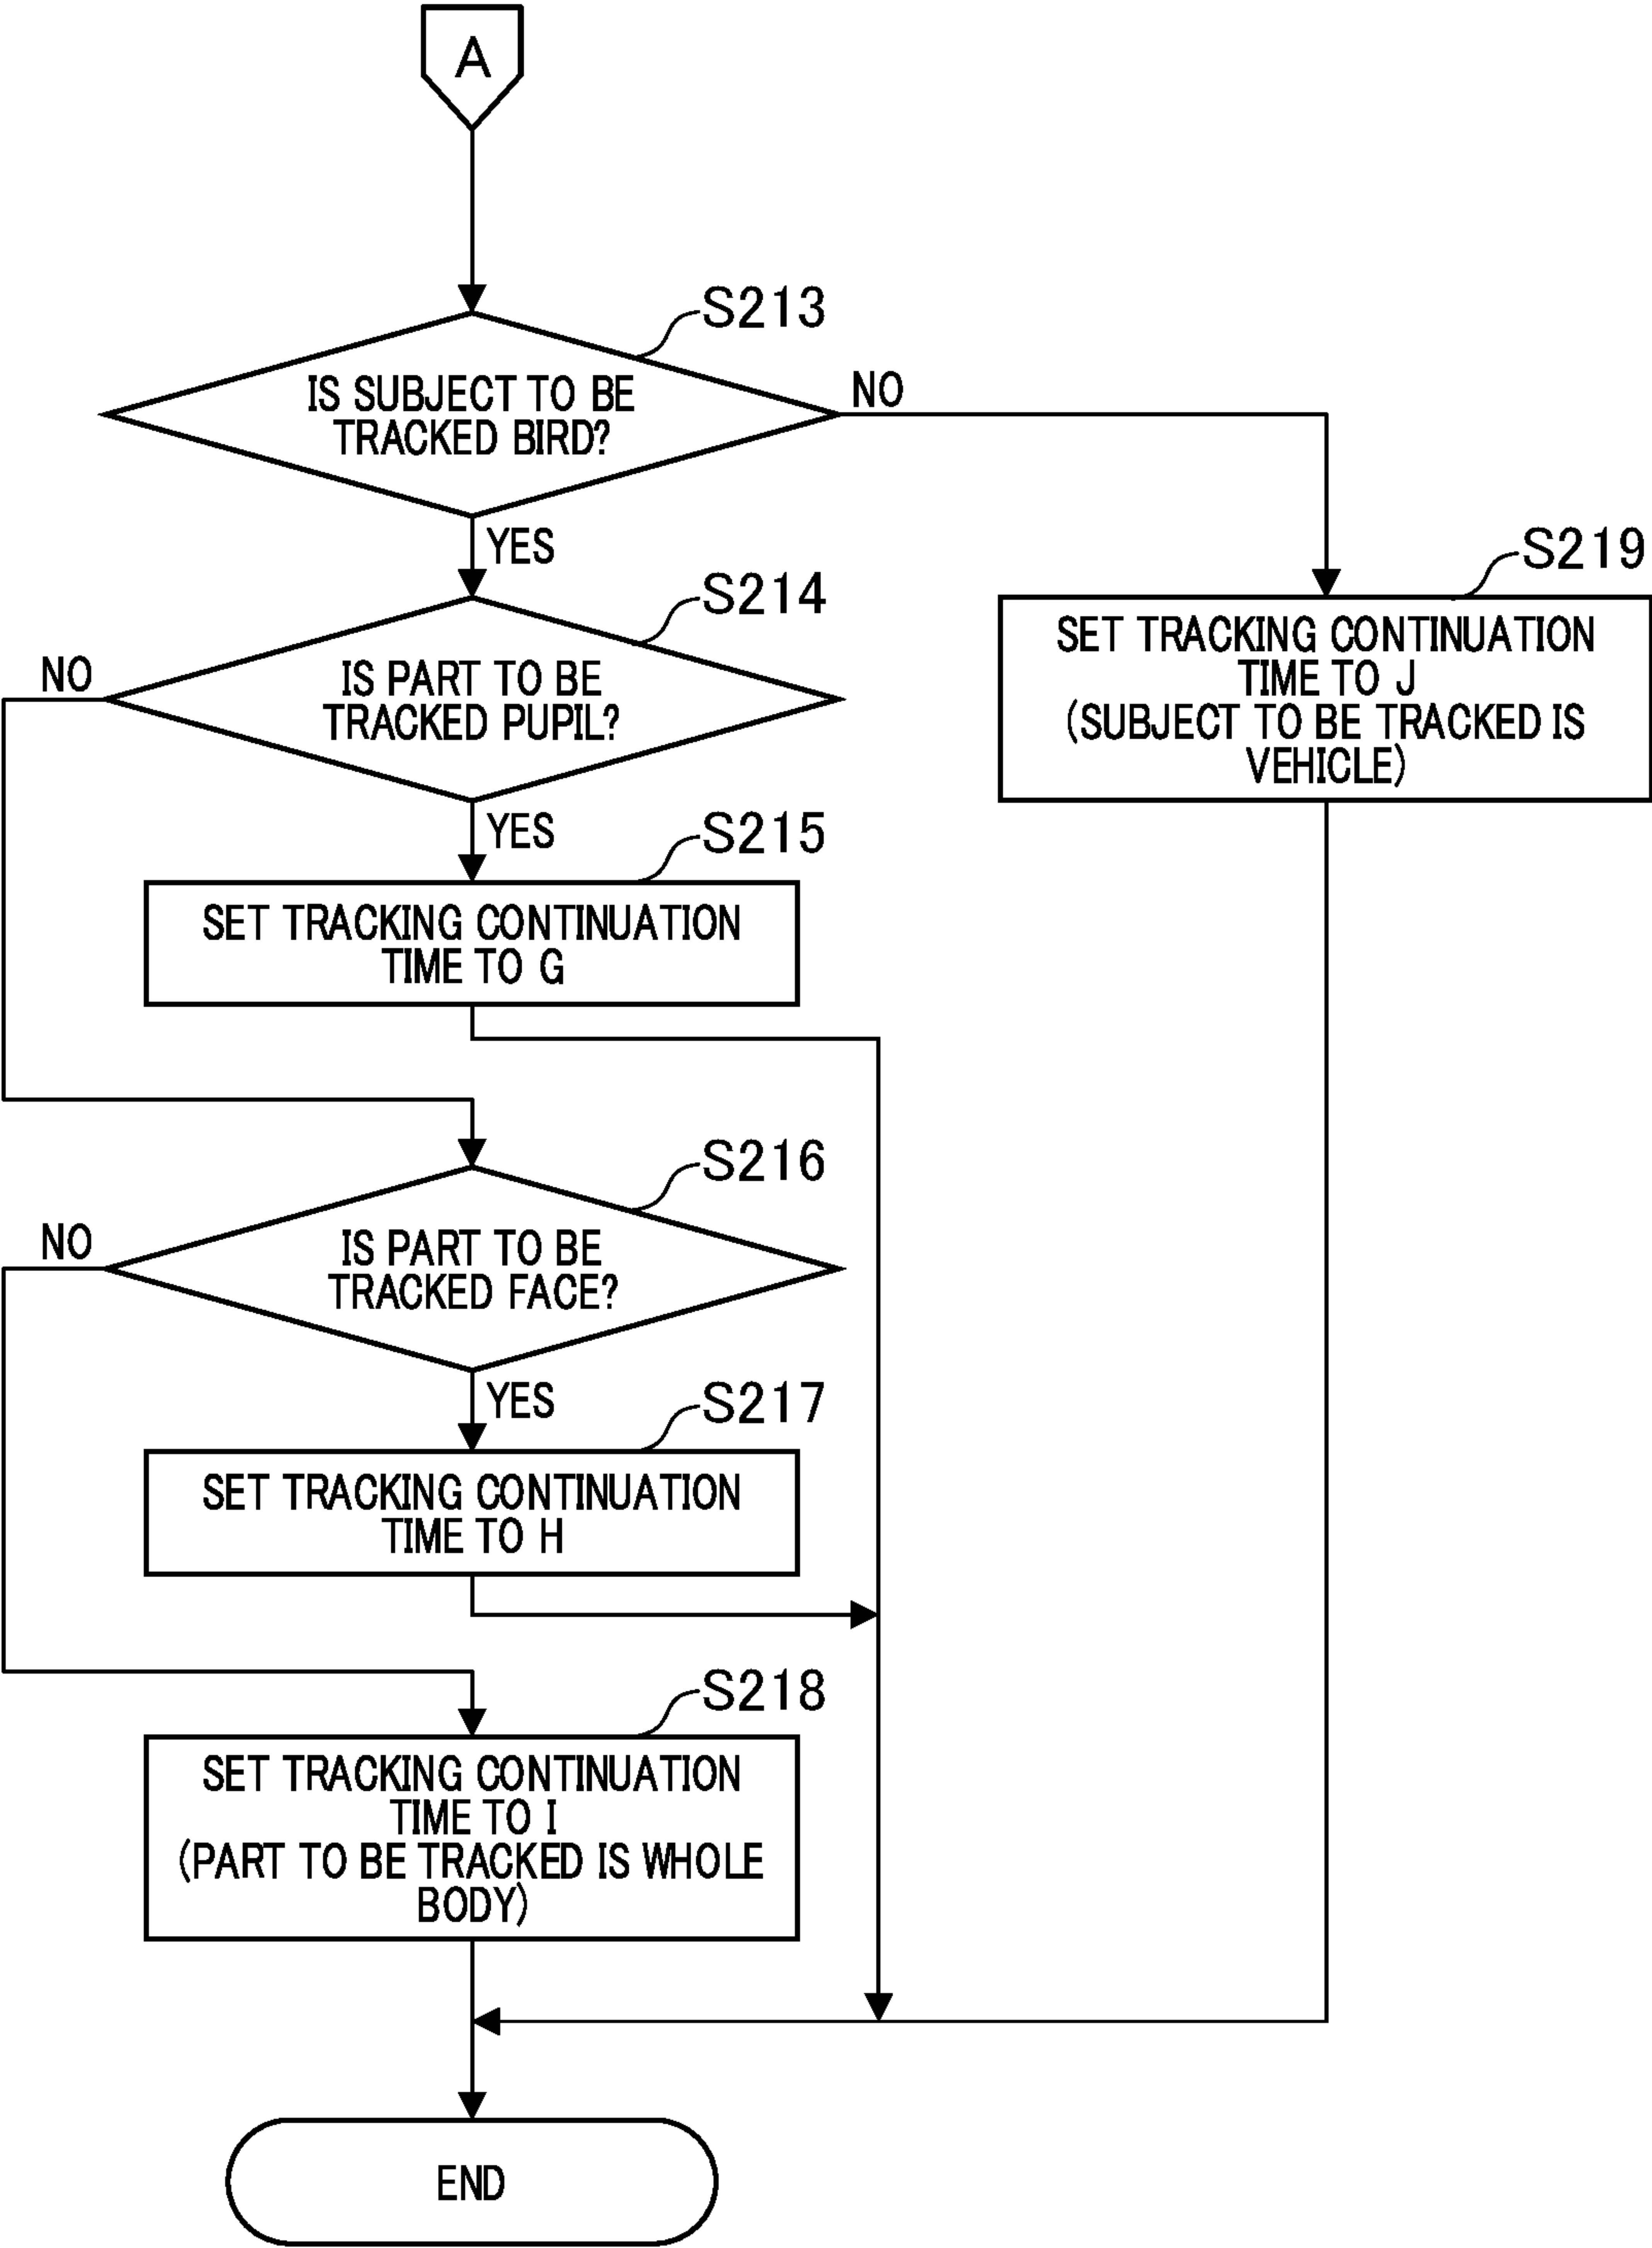 A
S213
IS SUBJECT TO BE
TRACKED BIRD?
NO
YES
S219
SET TRACKING CONTINUATION
TIME TO J
(SUBJECT TO BE TRACKED IS
VEHICLE)
S214
NO
IS PART TO BE
TRACKED PUPIL?
YES
S215
SET TRACKING CONTINUATION
TIME TO G
S216
NO
IS PART TO BE
TRACKED FACE?
YES
S217
SET TRACKING CONTINUATION
TIME TO H
S218
SET TRACKING CONTINUATION
TIME TO I
(PART TO BE TRACKED IS WHOLE
BODY)
END